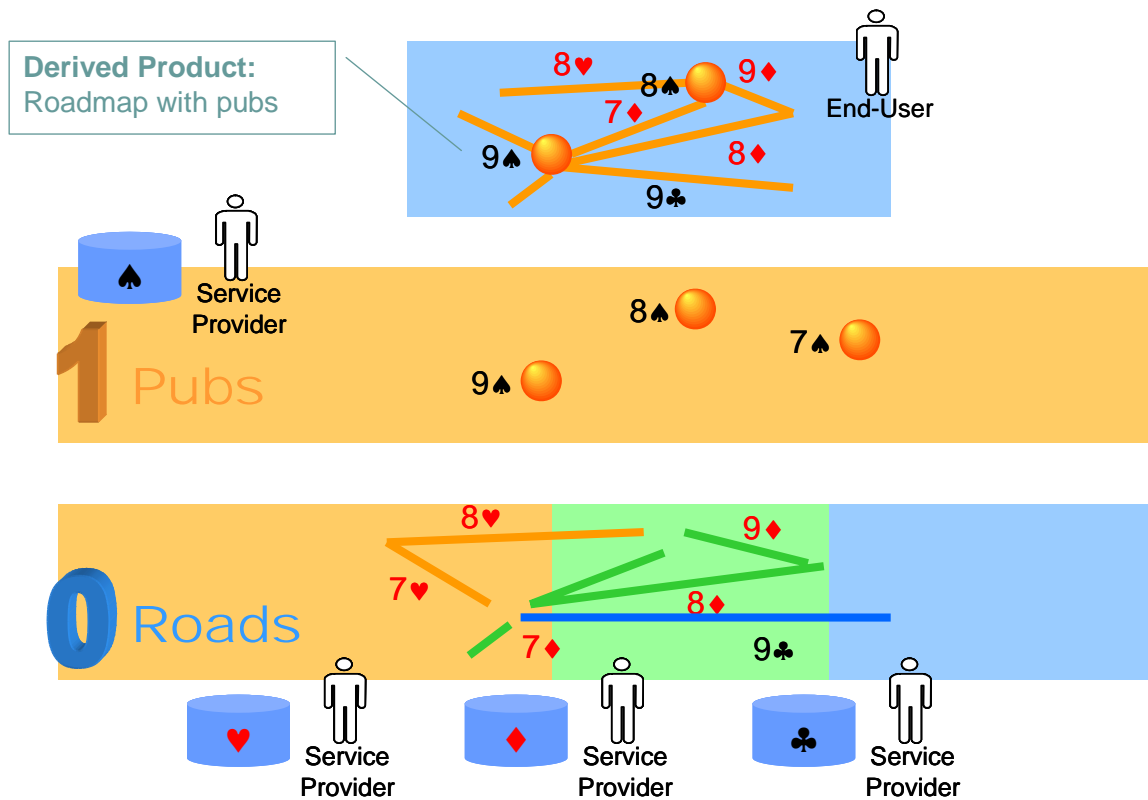 Derived Product:
Roadmap with pubs
8♥
8♠
9♦
7♦
9♠
8♦
9♣
End-User
♠
Service
Provider
8♠
7♠
9♠
1 Pubs
8♥
9♦
7♥
8♦
0 Roads
7♦
9♣
♥
Service
Provider
♦
Service
Provider
♣
Service
Provider